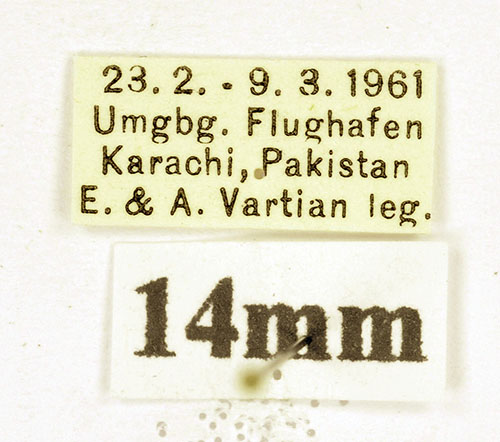 23. 2. - 9. 3. 1961
Umgbg. Flughafen
Karachi, Pakistan
E. & A. Vartian leg.
14mm